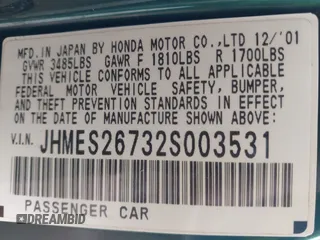 MFD. IN JAPAN BY HONDA MOTOR CO.,LTD 12/'01
GVWR 3485LBS GAWR F 1810LBS R 1700LBS
THIS VEHICLE CONFORMS TO ALL APPLICABLE
FEDERAL MOTOR VEHICLE SAFETY, BUMPER,
AND THEFT PREVENTION STANDARDS IN EFFECT
ON THE DATE OF MANUFACTURE SHOWN ABOVE.
V.I.N. JHMES26732S003531
PASSENGER CAR
DREAMBID